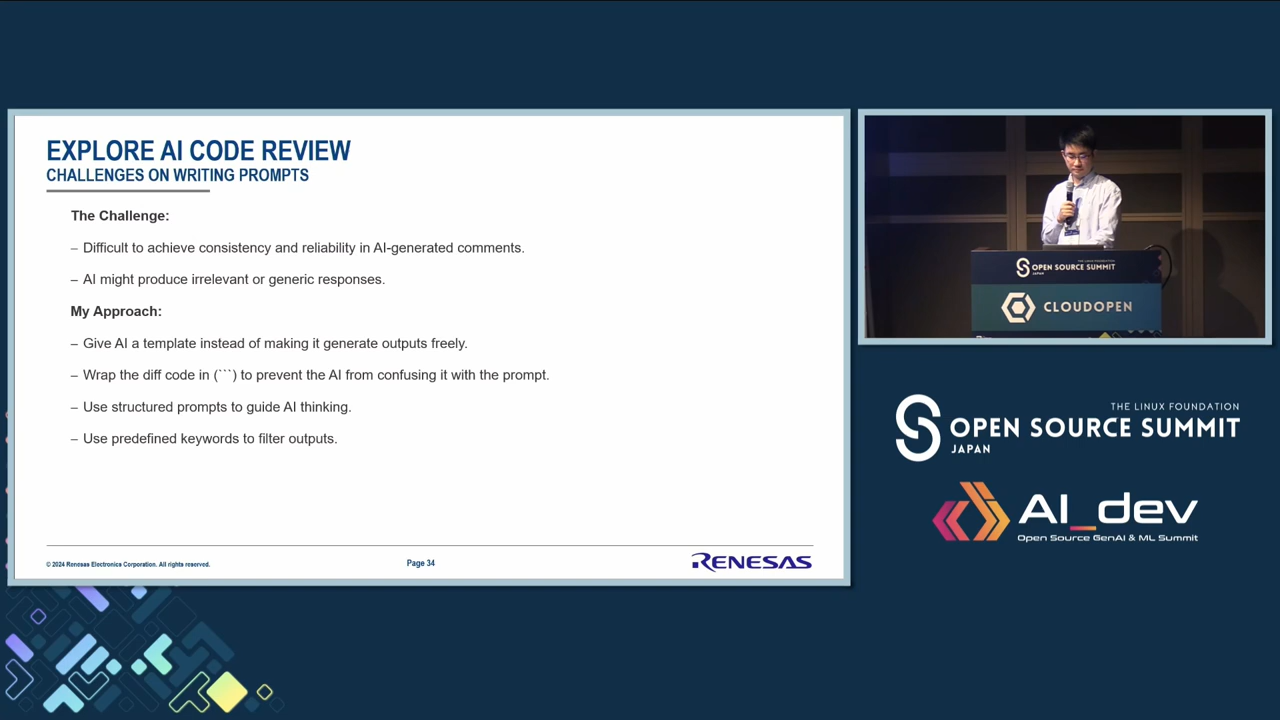 EXPLORE AI CODE REVIEW
CHALLENGES ON WRITING PROMPTS
The Challenge:
– Difficult to achieve consistency and reliability in AI-generated comments.
– AI might produce irrelevant or generic responses.
My Approach:
– Give AI a template instead of making it generate outputs freely.
– Wrap the diff code in (```) to prevent the AI from confusing it with the prompt.
– Use structured prompts to guide AI thinking.
– Use predefined keywords to filter outputs.
© 2024 Renesas Electronics Corporation. All rights reserved.
Page 34
RENESAS
THE LINUX FOUNDATION
OPEN SOURCE SUMMIT
JAPAN
CLOUDOPEN
THE LINUX FOUNDATION
OPEN SOURCE SUMMIT
JAPAN
AI_dev
Open Source GenAI & ML Summit